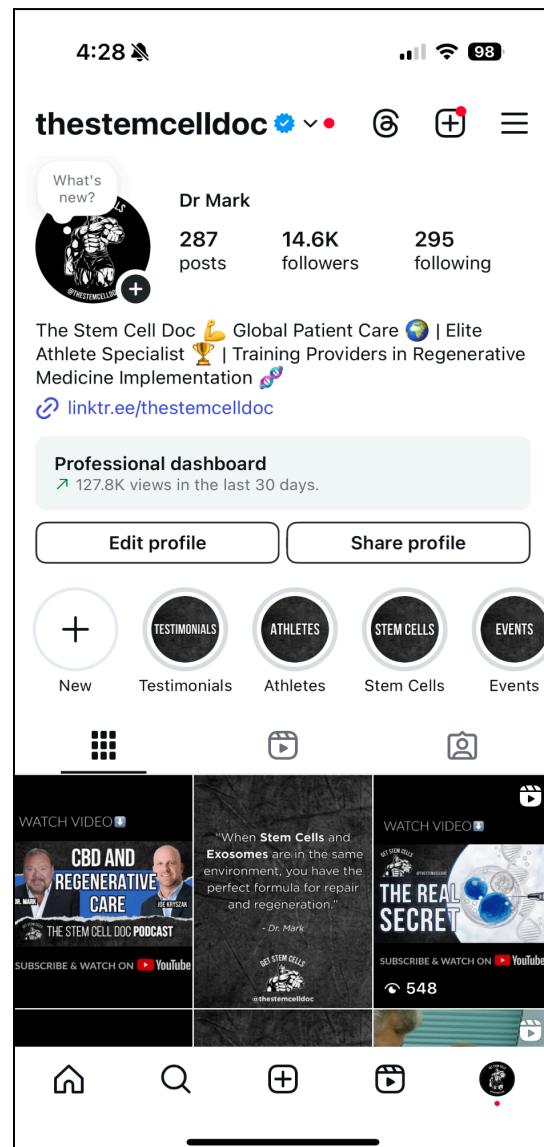 4:28
98
thestemcelldoc
What's
new?
Dr Mark
287
posts
14.6K
followers
295
following
@THESTEMCELLDOC
The Stem Cell Doc 💪 Global Patient Care 🌍 | Elite
Athlete Specialist 🏆 | Training Providers in Regenerative
Medicine Implementation 🧬
linktr.ee/thestemcelldoc
Professional dashboard
127.8K views in the last 30 days.
Edit profile
Share profile
TESTIMONIALS
ATHLETES
STEM CELLS
EVENTS
New
Testimonials
Athletes
Stem Cells
Events
WATCH VIDEO⬇️
CBD AND
REGENERATIVE
CARE
DR. MARK
JOE KRYSZAK
THE STEM CELL DOC PODCAST
SUBSCRIBE & WATCH ON YouTube
"When Stem Cells and
Exosomes are in the same
environment, you have the
perfect formula for repair
and regeneration."
- Dr. Mark
GET STEM CELLS
@thestemcelldoc
WATCH VIDEO⬇️
GET STEM CELLS
@THESTEMCELLDOC
THE REAL
SECRET
SUBSCRIBE & WATCH ON YouTube
548